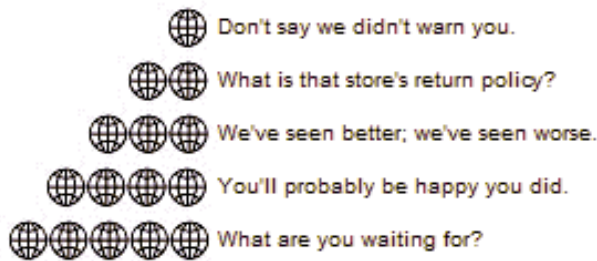 Don't say we didn't warn you.
What is that store's return policy?
We've seen better; we've seen worse.
You'll probably be happy you did.
What are you waiting for?